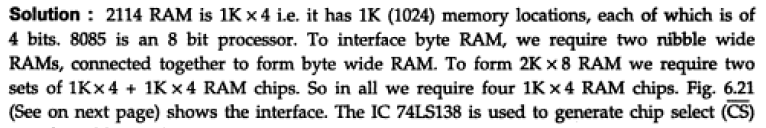 Solution : 2114 RAM is 1K × 4 i.e. it has 1K (1024) memory locations, each of which is of
4 bits. 8085 is an 8 bit processor. To interface byte RAM, we require two nibble wide
RAMs, connected together to form byte wide RAM. To form 2K × 8 RAM we require two
sets of 1K × 4 + 1K × 4 RAM chips. So in all we require four 1K × 4 RAM chips. Fig. 6.21
(See on next page) shows the interface. The IC 74LS138 is used to generate chip select (C̅S̅)